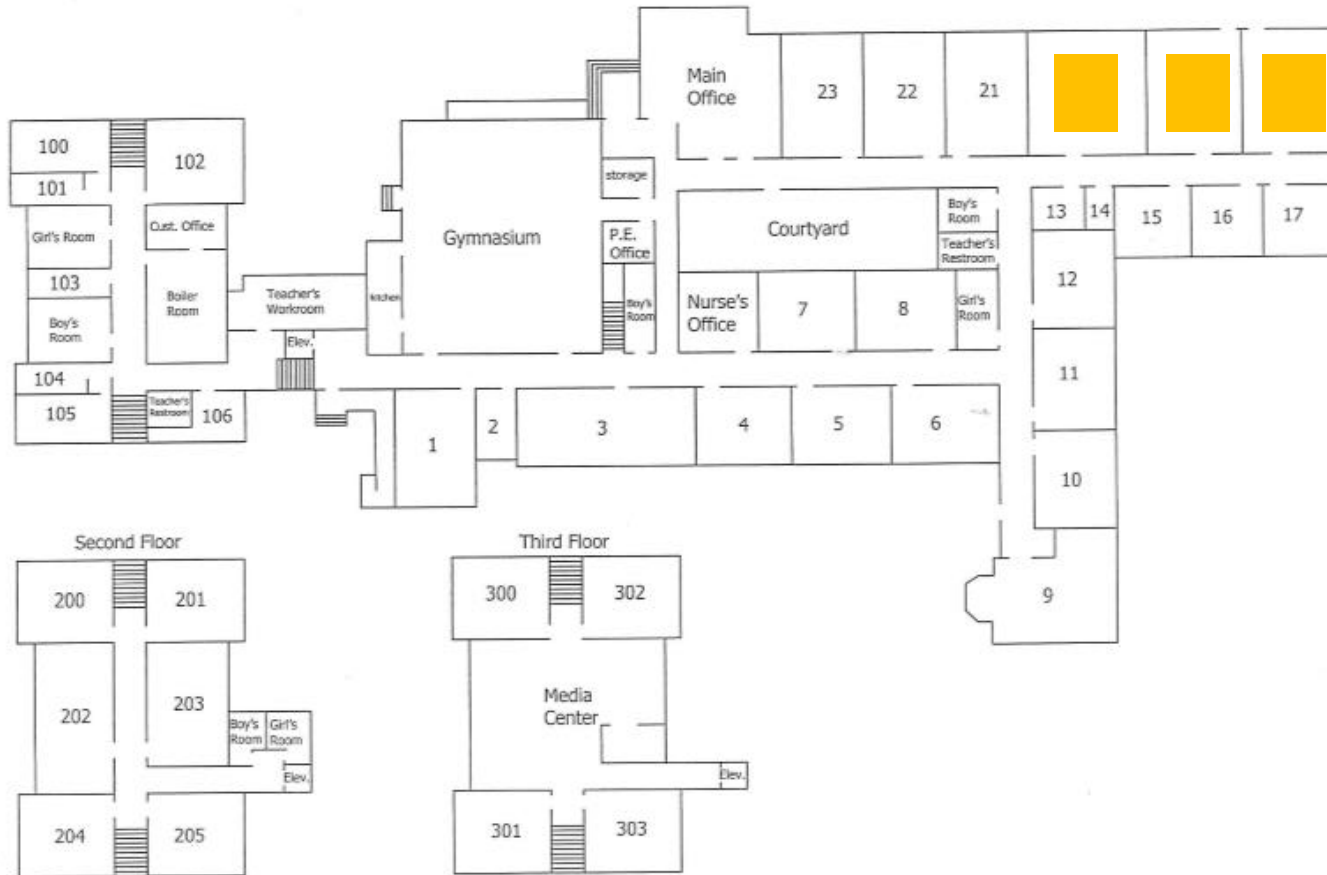 Main
Office
23
22
21
100
102
101
storage
Girl's Room
Cust. Office
Gymnasium
P.E.
Office
Courtyard
Boy's
Room
Teacher's
Restroom
13
14
15
16
17
103
Boiler
Room
Teacher's
Workroom
kitchen
Boy's
Room
Nurse's
Office
7
8
Girl's
Room
12
Boy's
Room
Elev.
104
105
Teacher's
Restroom
106
1
2
3
4
5
6
11
10
9
Second Floor
200
201
202
203
Boy's
Room
Girl's
Room
Elev.
204
205
Third Floor
300
302
Media
Center
Elev.
301
303